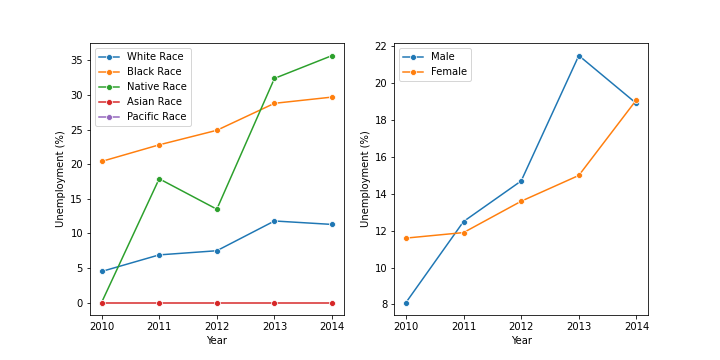 White Race
Black Race
Native Race
Asian Race
Pacific Race
Unemployment (%)
35
30
25
20
15
10
5
0
2010 2011 2012 2013 2014
Year
Male
Female
Unemployment (%)
22
20
18
16
14
12
10
8
2010 2011 2012 2013 2014
Year